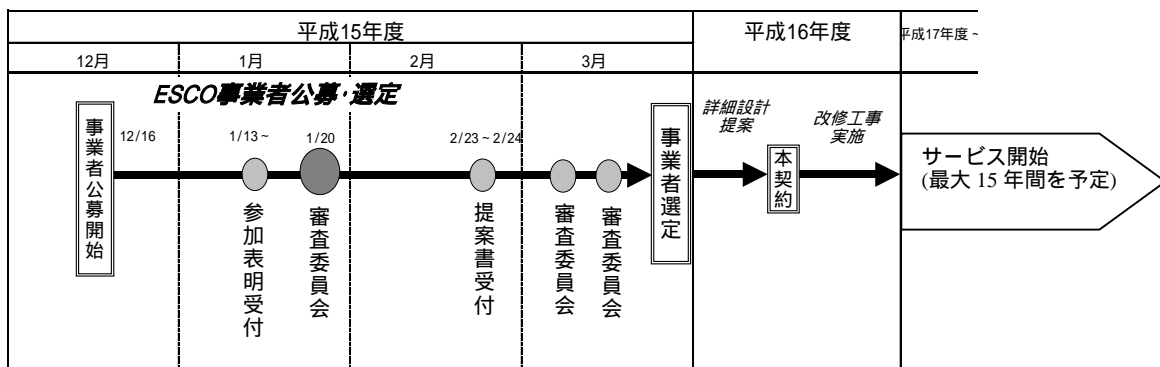 平成15年度
平成16年度
平成17年度 ~
12月
1月
2月
3月
ESCO事業者公募・選定
事業者公募開始
12/16
1/13 ~
1/20
2/23 ~ 2/24
参加表明受付
審査委員会
提案書受付
審査委員会
審査委員会
事業者選定
詳細設計
提案
本契約
改修工事
実施
サービス開始
(最大 15 年間を予定)